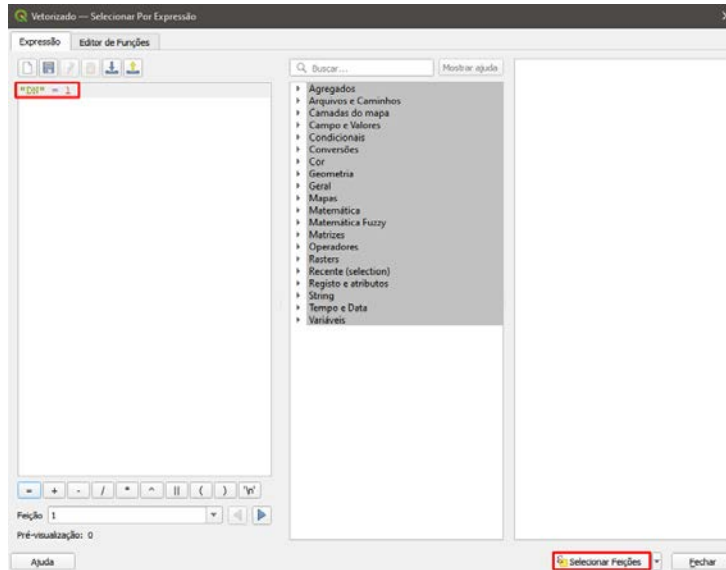 Vetorizado — Selecionar Por Expressão
Expressão Editor de Funções
Buscar... Mostrar ajuda
"DN" = 1
Agregados
Arquivos e Caminhos
Camadas do mapa
Campo e Valores
Condicionais
Conversões
Cor
Geometria
Geral
Mapas
Matemática
Matemática Fuzzy
Matrizes
Operadores
Rasters
Recente (selection)
Registo e atributos
String
Tempo e Data
Variáveis
= + - / * ^ || ( ) '\n'
Feição 1
Pré-visualização: 0
Ajuda Selecionar Feições Fechar